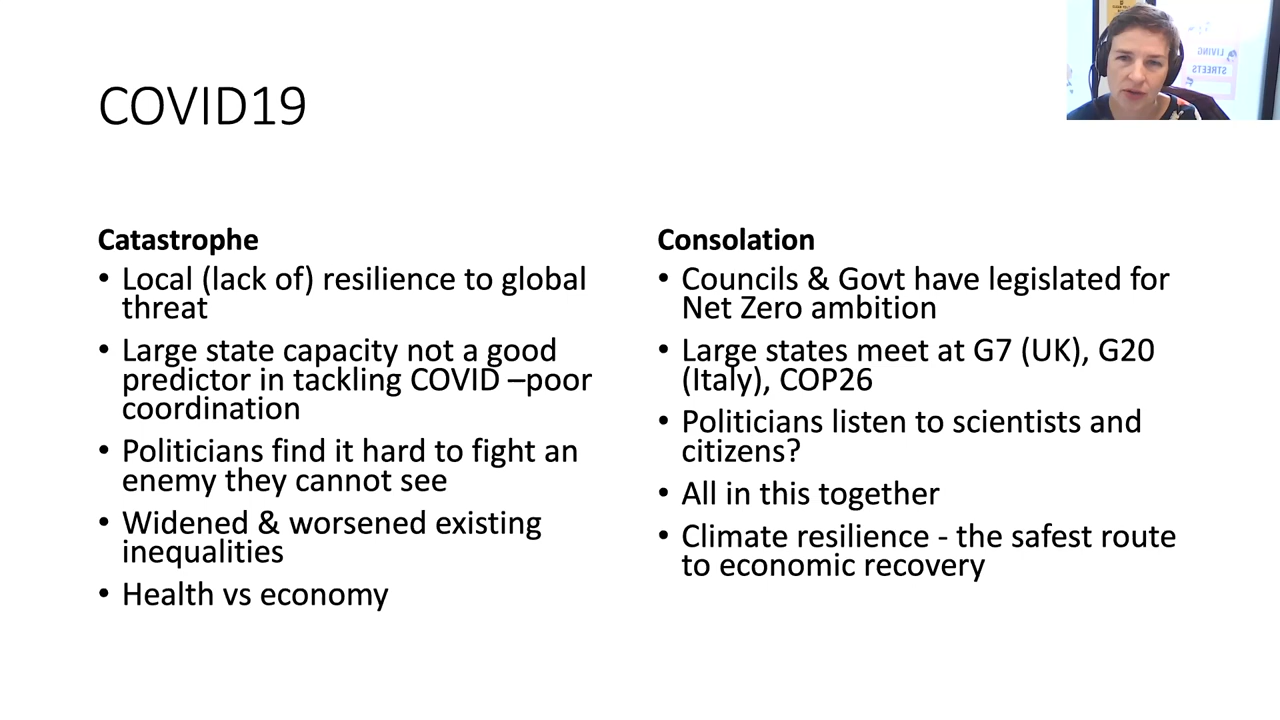 COVID19
LIVING
STREETS
Catastrophe
• Local (lack of) resilience to global
threat
• Large state capacity not a good
predictor in tackling COVID –poor
coordination
• Politicians find it hard to fight an
enemy they cannot see
• Widened & worsened existing
inequalities
• Health vs economy
Consolation
• Councils & Govt have legislated for
Net Zero ambition
• Large states meet at G7 (UK), G20
(Italy), COP26
• Politicians listen to scientists and
citizens?
• All in this together
• Climate resilience - the safest route
to economic recovery